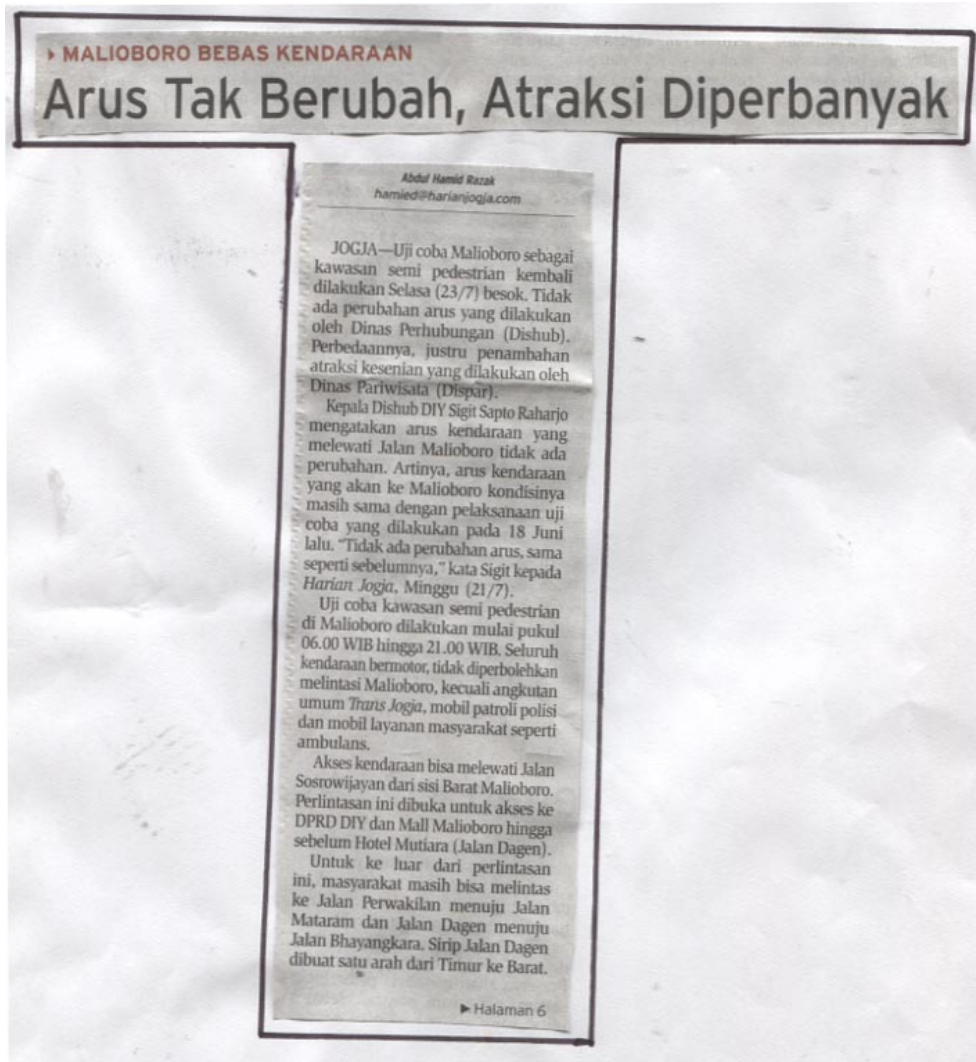 ▸ MALIOBORO BEBAS KENDARAAN
Arus Tak Berubah, Atraksi Diperbanyak
Abdul Hamid Razak
hamied@harianjogja.com
JOGJA—Uji coba Malioboro sebagai
kawasan semi pedestrian kembali
dilakukan Selasa (23/7) besok. Tidak
ada perubahan arus yang dilakukan
oleh Dinas Perhubungan (Dishub).
Perbedaannya, justru penambahan
atraksi kesenian yang dilakukan oleh
Dinas Pariwisata (Dispar).
Kepala Dishub DIY Sigit Sapto Raharjo
mengatakan arus kendaraan yang
melewati Jalan Malioboro tidak ada
perubahan. Artinya, arus kendaraan
yang akan ke Malioboro kondisinya
masih sama dengan pelaksanaan uji
coba yang dilakukan pada 18 Juni
lalu. "Tidak ada perubahan arus, sama
seperti sebelumnya," kata Sigit kepada
Harian Jogja, Minggu (21/7).
Uji coba kawasan semi pedestrian
di Malioboro dilakukan mulai pukul
06.00 WIB hingga 21.00 WIB. Seluruh
kendaraan bermotor, tidak diperbolehkan
melintasi Malioboro, kecuali angkutan
umum Trans Jogja, mobil patroli polisi
dan mobil layanan masyarakat seperti
ambulans.
Akses kendaraan bisa melewati Jalan
Sosrowijayan dari sisi Barat Malioboro.
Perlintasan ini dibuka untuk akses ke
DPRD DIY dan Mall Malioboro hingga
sebelum Hotel Mutiara (Jalan Dagen).
Untuk ke luar dari perlintasan
ini, masyarakat masih bisa melintas
ke Jalan Perwakilan menuju Jalan
Mataram dan Jalan Dagen menuju
Jalan Bhayangkara. Sirip Jalan Dagen
dibuat satu arah dari Timur ke Barat.
▶ Halaman 6